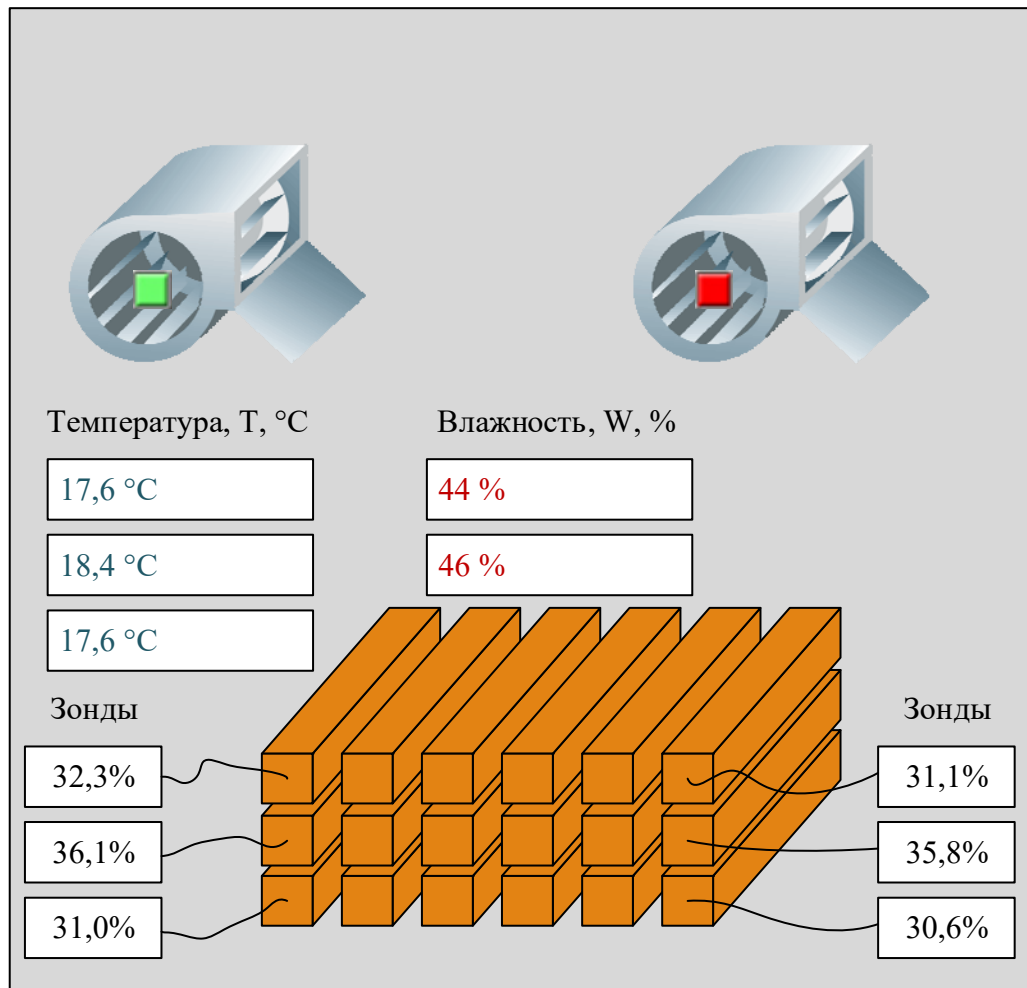 Температура, T, °C
Влажность, W, %
17,6 °C
44 %
18,4 °C
46 %
17,6 °C
Зонды
Зонды
32,3%
31,1%
36,1%
35,8%
31,0%
30,6%